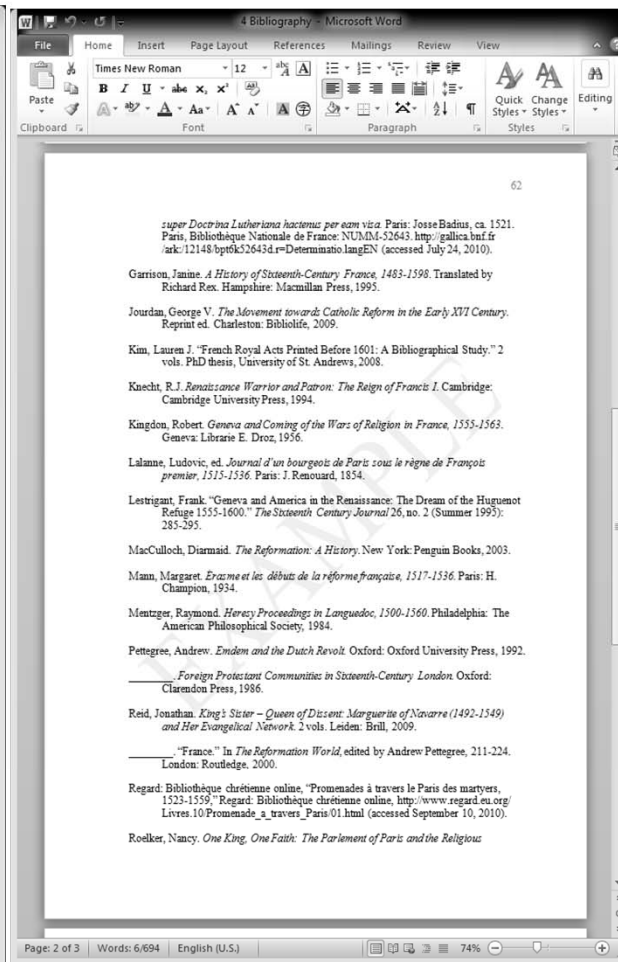 4 Bibliography - Microsoft Word
File Home Insert Page Layout References Mailings Review View
Times New Roman 12
Paste
Quick Styles
Change Styles
Editing
Clipboard Font Paragraph Styles
62
super Doctrina Lutheriana hactenus per eam visa. Paris: Josse Badius, ca. 1521.
Paris, Bibliothèque Nationale de France: NUMM-52643. http://gallica.bnf.fr
/ark:/12148/bpt6k52643d.r=Determinatio.langEN (accessed July 24, 2010).
Garrison, Janine. A History of Sixteenth-Century France, 1483-1598. Translated by
Richard Rex. Hampshire: Macmillan Press, 1995.
Jourdan, George V. The Movement towards Catholic Reform in the Early XVI Century.
Reprint ed. Charleston: Bibliolife, 2009.
Kim, Lauren J. “French Royal Acts Printed Before 1601: A Bibliographical Study.” 2
vols. PhD thesis, University of St. Andrews, 2008.
Knecht, R.J. Renaissance Warrior and Patron: The Reign of Francis I. Cambridge:
Cambridge University Press, 1994.
Kingdon, Robert. Geneva and Coming of the Wars of Religion in France, 1555-1563.
Geneva: Librarie E. Droz, 1956.
Lalanne, Ludovic, ed. Journal d’un bourgeois de Paris sous le règne de François
premier, 1515-1536. Paris: J. Renouard, 1854.
Lestrigant, Frank. “Geneva and America in the Renaissance: The Dream of the Huguenot
Refuge 1555-1600.” The Sixteenth Century Journal 26, no. 2 (Summer 1995):
285-295.
MacCulloch, Diarmaid. The Reformation: A History. New York: Penguin Books, 2003.
Mann, Margaret. Érasme et les débuts de la réforme française, 1517-1536. Paris: H.
Champion, 1934.
Mentzger, Raymond. Heresy Proceedings in Languedoc, 1500-1560. Philadelphia: The
American Philosophical Society, 1984.
Pettegree, Andrew. Emdem and the Dutch Revolt. Oxford: Oxford University Press, 1992.
________. Foreign Protestant Communities in Sixteenth-Century London. Oxford:
Clarendon Press, 1986.
Reid, Jonathan. King’s Sister – Queen of Dissent: Marguerite of Navarre (1492-1549)
and Her Evangelical Network. 2 vols. Leiden: Brill, 2009.
________. “France.” In The Reformation World, edited by Andrew Pettegree, 211-224.
London: Routledge, 2000.
Regard: Bibliothèque chrétienne online, “Promenades à travers le Paris des martyers,
1523-1559,” Regard: Bibliothèque chrétienne online, http://www.regard.eu.org/
Livres.10/Promenade_a_travers_Paris/01.html (accessed September 10, 2010).
Roelker, Nancy. One King, One Faith: The Parlement of Paris and the Religious
EXAMPLE
Page: 2 of 3 Words: 6/694 English (U.S.) 74%